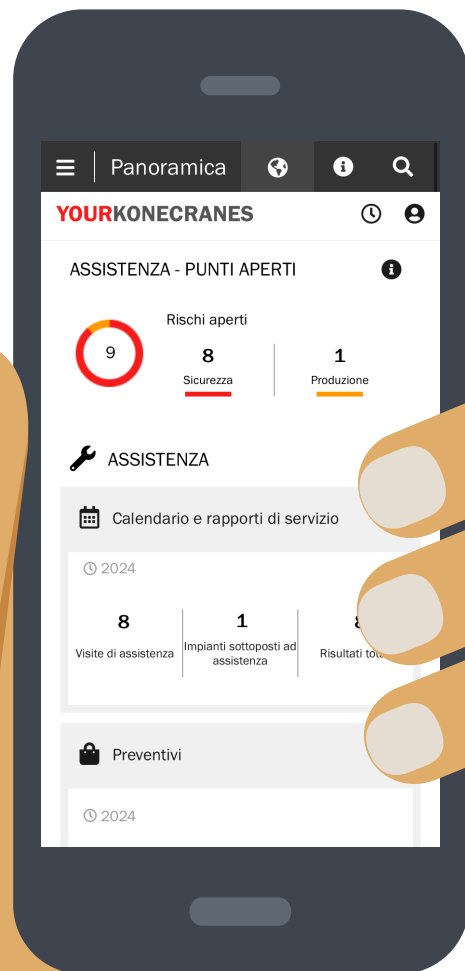 Panoramica
YOURKONECRANES
ASSISTENZA - PUNTI APERTI
Rischi aperti
9
8
1
Sicurezza
Produzione
ASSISTENZA
Calendario e rapporti di servizio
2024
8
1
Visite di assistenza
Impianti sottoposti ad
assistenza
Risultati
Preventivi
2024